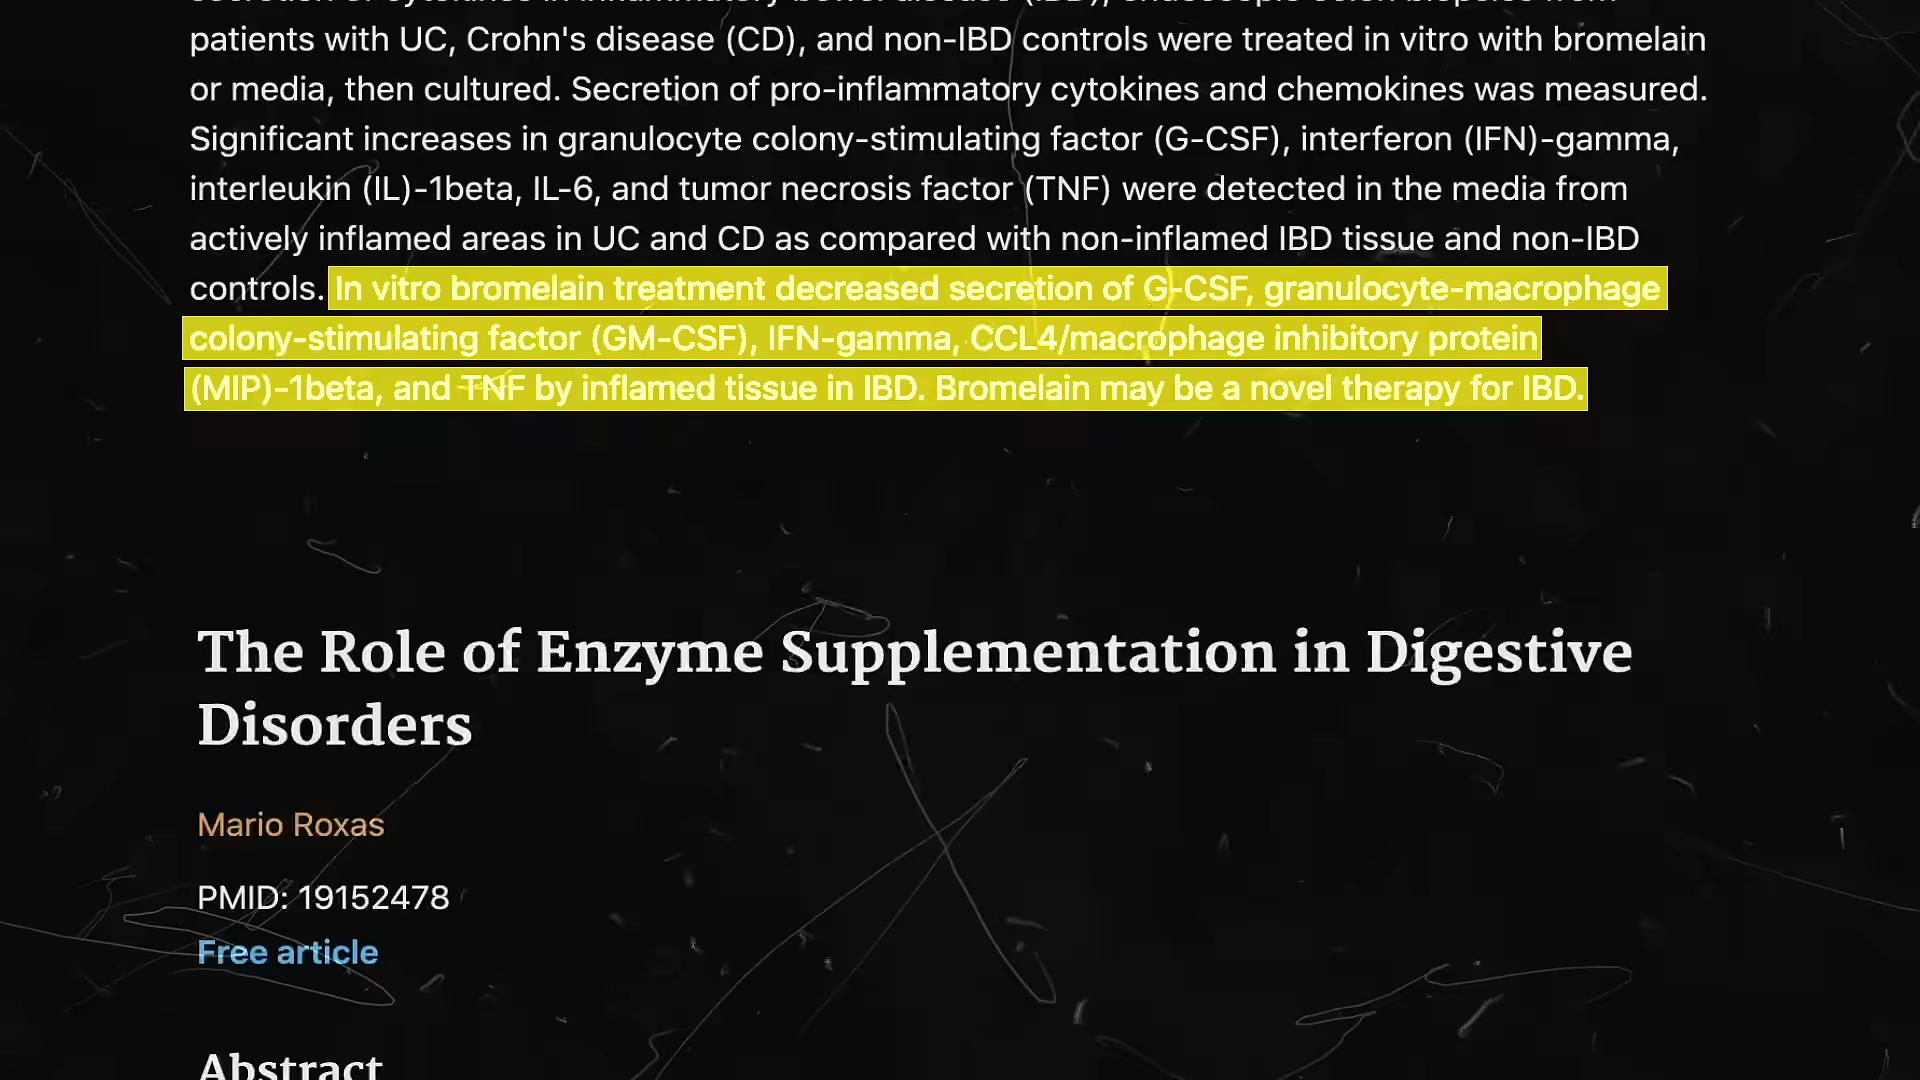 patients with UC, Crohn's disease (CD), and non-IBD controls were treated in vitro with bromelain
or media, then cultured. Secretion of pro-inflammatory cytokines and chemokines was measured.
Significant increases in granulocyte colony-stimulating factor (G-CSF), interferon (IFN)-gamma,
interleukin (IL)-1beta, IL-6, and tumor necrosis factor (TNF) were detected in the media from
actively inflamed areas in UC and CD as compared with non-inflamed IBD tissue and non-IBD
controls. In vitro bromelain treatment decreased secretion of G-CSF, granulocyte-macrophage
colony-stimulating factor (GM-CSF), IFN-gamma, CCL4/macrophage inhibitory protein
(MIP)-1beta, and TNF by inflamed tissue in IBD. Bromelain may be a novel therapy for IBD.
The Role of Enzyme Supplementation in Digestive
Disorders
Mario Roxas
PMID: 19152478
Free article
Abstract